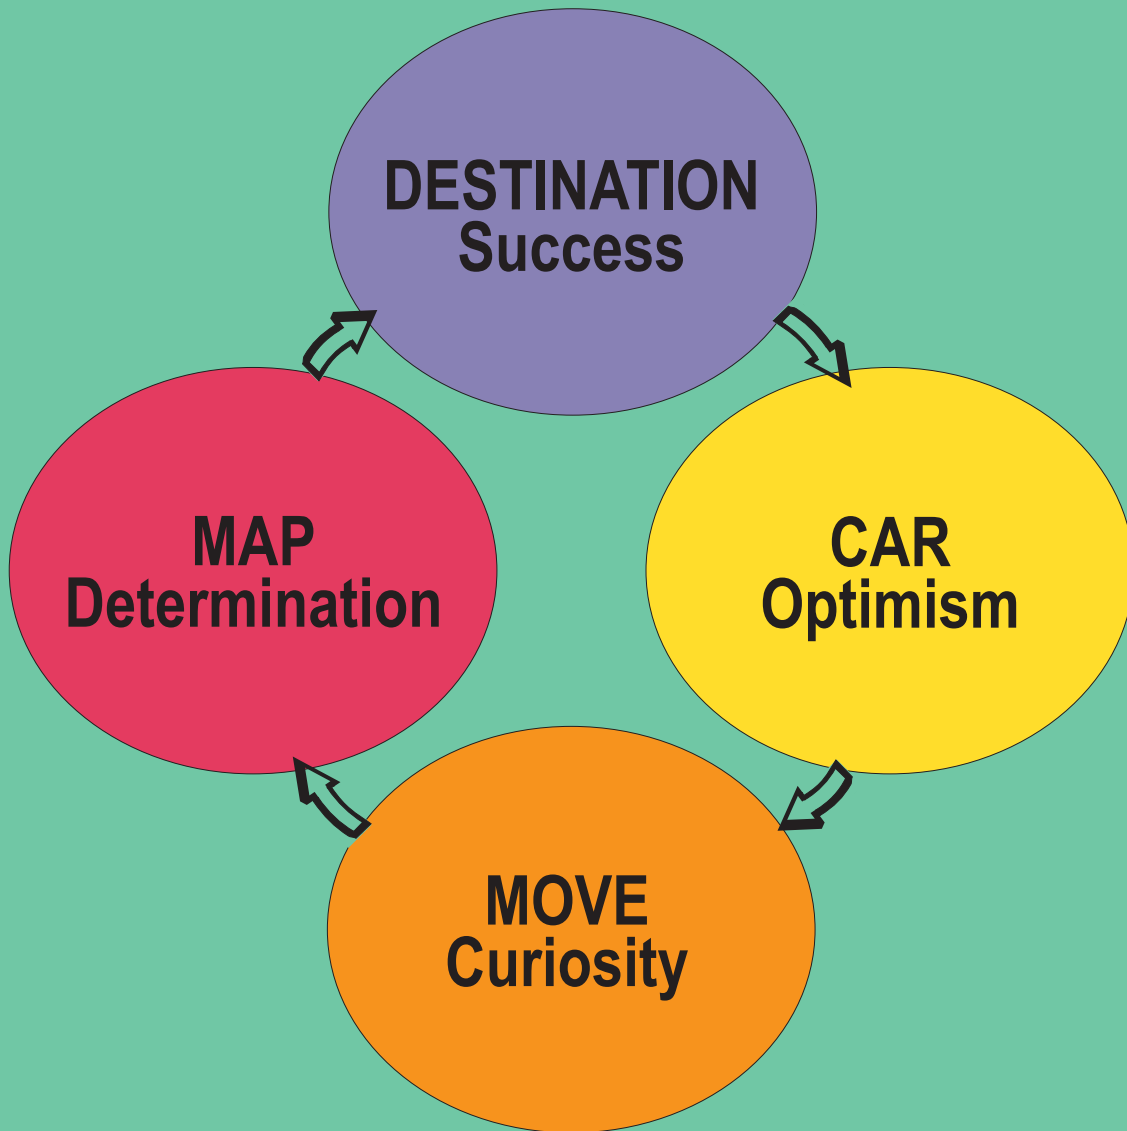 DESTINATION
Success
CAR
Optimism
MOVE
Curiosity
MAP
Determination